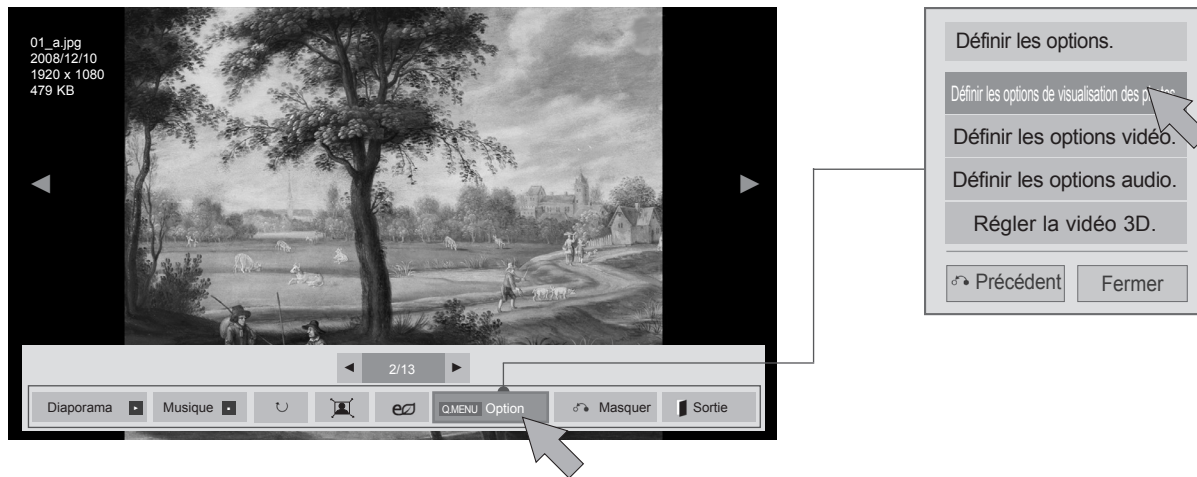 01_a.jpg
2008/12/10
1920 x 1080
479 KB
2/13
Diaporama
Musique
Q.MENU Option
Masquer
Sortie
Définir les options.
Définir les options de visualisation des
Définir les options vidéo.
Définir les options audio.
Régler la vidéo 3D.
Précédent
Fermer